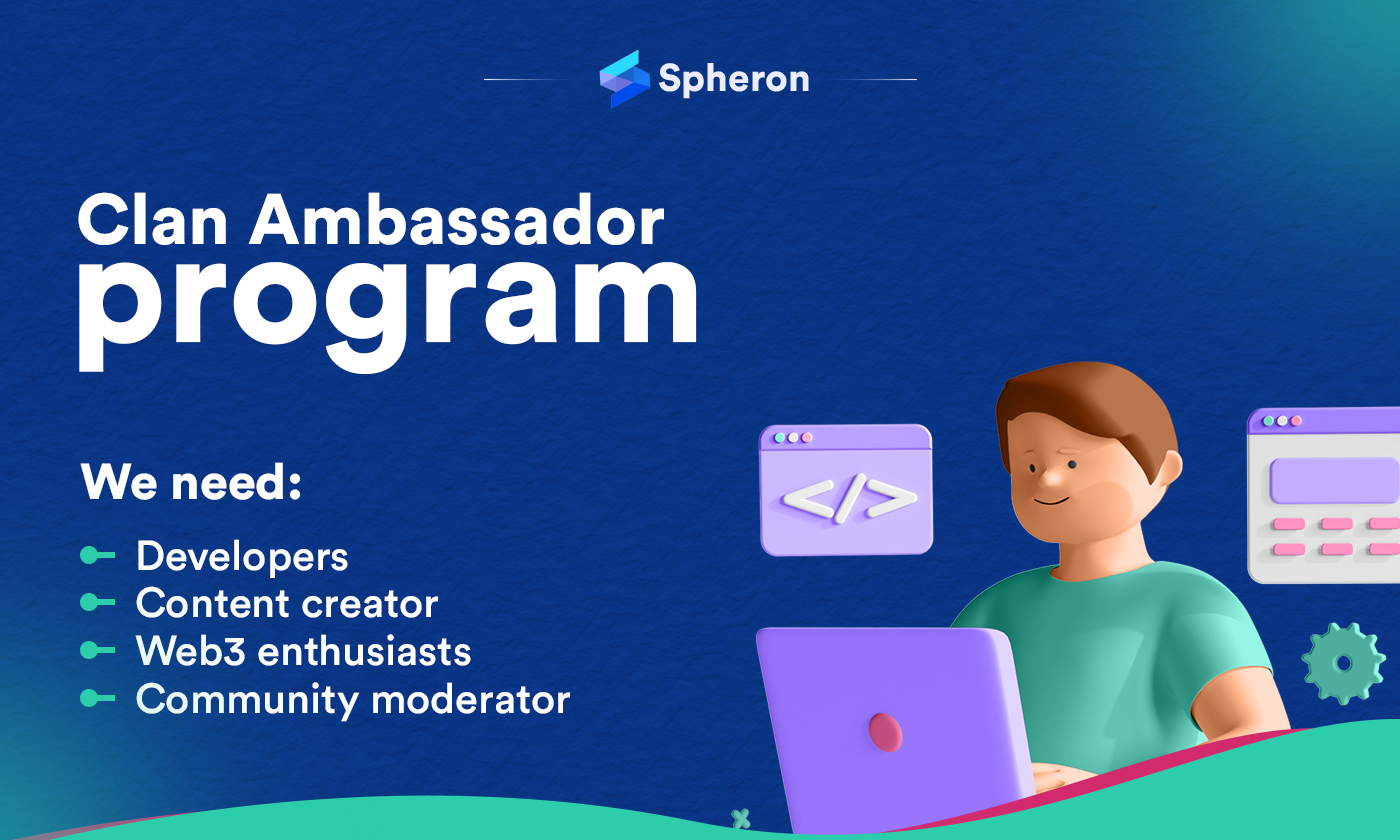 Spheron
Clan Ambassador
program
We need:
Developers
Content creator
Web3 enthusiasts
Community moderator
</>